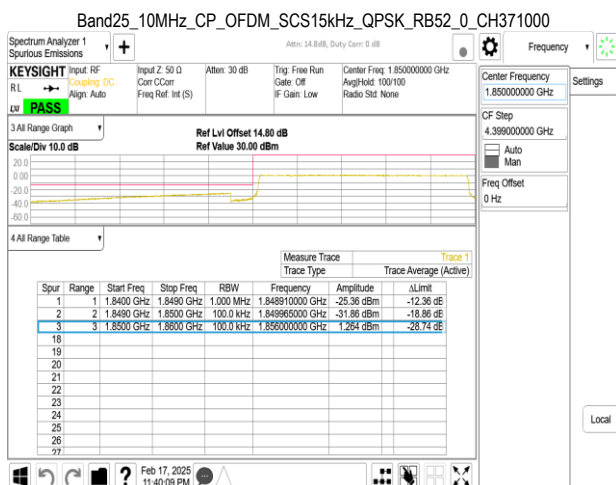 Band25_10MHz_CP_OFDM_SCS15kHz_QPSK_RB52_0_CH371000
Spectrum Analyzer 1
Spurious Emissions
Atten: 14.8dB, Duty Corr: 0 dB
Frequency
KEYSIGHT Input: RF Input Z: 50 Ω Atten: 30 dB Trig: Free Run Center Freq: 1.850000000 GHz
RL Coupling: DC Corr CCorr Gate: Off Avg|Hold: 100/100
Align: Auto Freq Ref: Int (S) IF Gain: Low Radio Std: None
LXI PASS
Center Frequency
1.850000000 GHz
Settings
CF Step
4.399000000 GHz
Auto
Man
Freq Offset
0 Hz
3 All Range Graph
Ref Lvl Offset 14.80 dB
Scale/Div 10.0 dB Ref Value 30.00 dBm
20.0
0.00
-20.0
-40.0
-60.0
4 All Range Table
Measure Trace Trace 1
Trace Type Trace Average (Active)
Spur Range Start Freq Stop Freq RBW Frequency Amplitude ΔLimit
1 1 1.8400 GHz 1.8490 GHz 1.000 MHz 1.848910000 GHz -25.36 dBm -12.36 dB
2 2 1.8490 GHz 1.8500 GHz 100.0 kHz 1.849965000 GHz -31.86 dBm -18.86 dB
3 3 1.8500 GHz 1.8600 GHz 100.0 kHz 1.856000000 GHz 1.264 dBm -28.74 dB
18
19
20
21
22
23
24
25
26
27
Local
?
Feb 17, 2025
11:40:09 PM